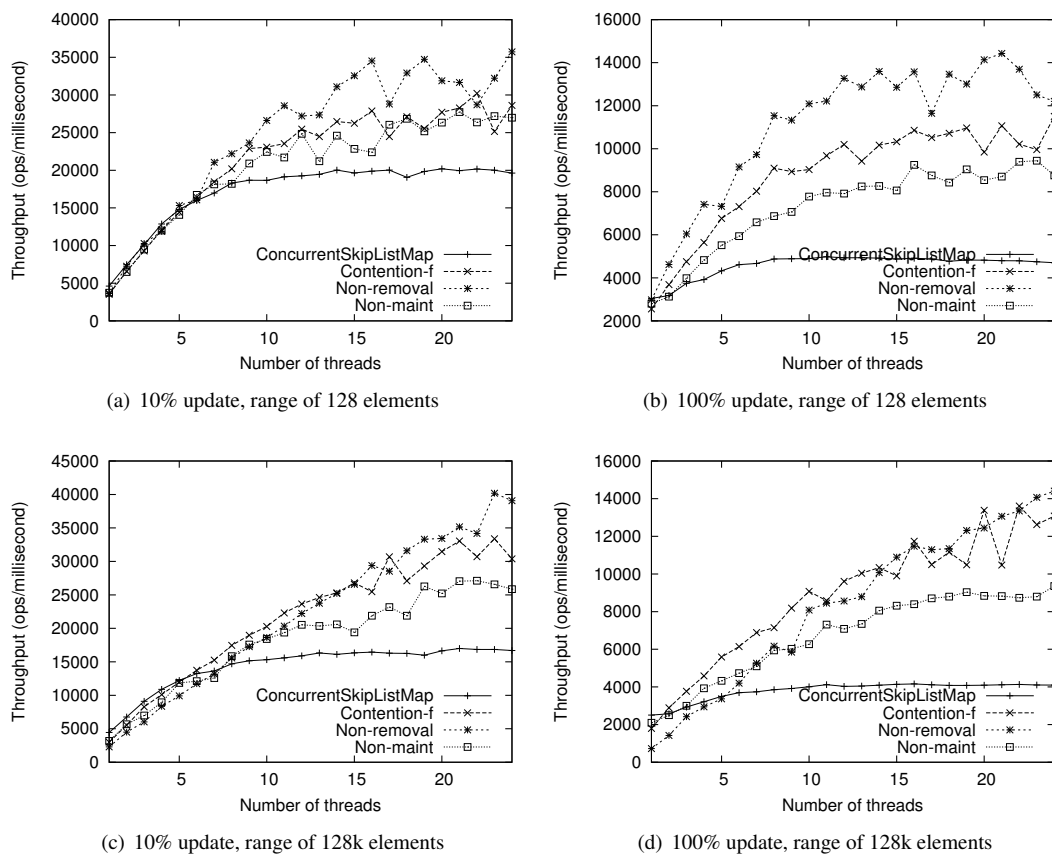 40000
35000
30000
25000
20000
15000
10000
5000
0
Throughput (ops/millisecond)
5
10
15
20
Number of threads
ConcurrentSkipListMap
Contention-f
Non-removal
Non-maint
(a) 10% update, range of 128 elements
16000
14000
12000
10000
8000
6000
4000
2000
Throughput (ops/millisecond)
5
10
15
20
Number of threads
ConcurrentSkipListMap
Contention-f
Non-removal
Non-maint
(b) 100% update, range of 128 elements
45000
40000
35000
30000
25000
20000
15000
10000
5000
0
Throughput (ops/millisecond)
5
10
15
20
Number of threads
ConcurrentSkipListMap
Contention-f
Non-removal
Non-maint
(c) 10% update, range of 128k elements
16000
14000
12000
10000
8000
6000
4000
2000
0
Throughput (ops/millisecond)
5
10
15
20
Number of threads
ConcurrentSkipListMap
Contention-f
Non-removal
Non-maint
(d) 100% update, range of 128k elements